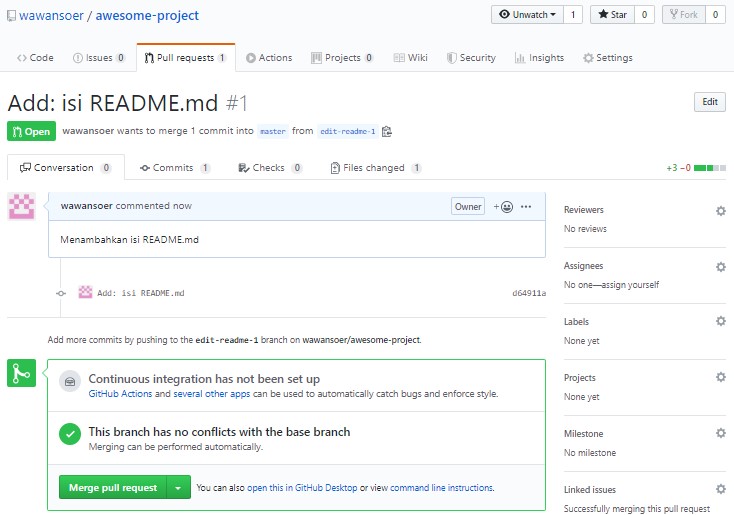 wawansoer / awesome-project
Unwatch 1 Star 0 Fork 0
Code Issues 0 Pull requests 1 Actions Projects 0 Wiki Security Insights Settings
Add: isi README.md #1
Edit
Open wawansoer wants to merge 1 commit into master from edit-readme-1
Conversation 0 Commits 1 Checks 0 Files changed 1
+3 −0
wawansoer commented now
Owner
Menambahkan isi README.md
Add: isi README.md
d64911a
Add more commits by pushing to the edit-readme-1 branch on wawansoer/awesome-project.
Continuous integration has not been set up
GitHub Actions and several other apps can be used to automatically catch bugs and enforce style.
This branch has no conflicts with the base branch
Merging can be performed automatically.
Merge pull request
You can also open this in GitHub Desktop or view command line instructions.
Reviewers
No reviews
Assignees
No one—assign yourself
Labels
None yet
Projects
None yet
Milestone
No milestone
Linked issues
Successfully merging this pull request